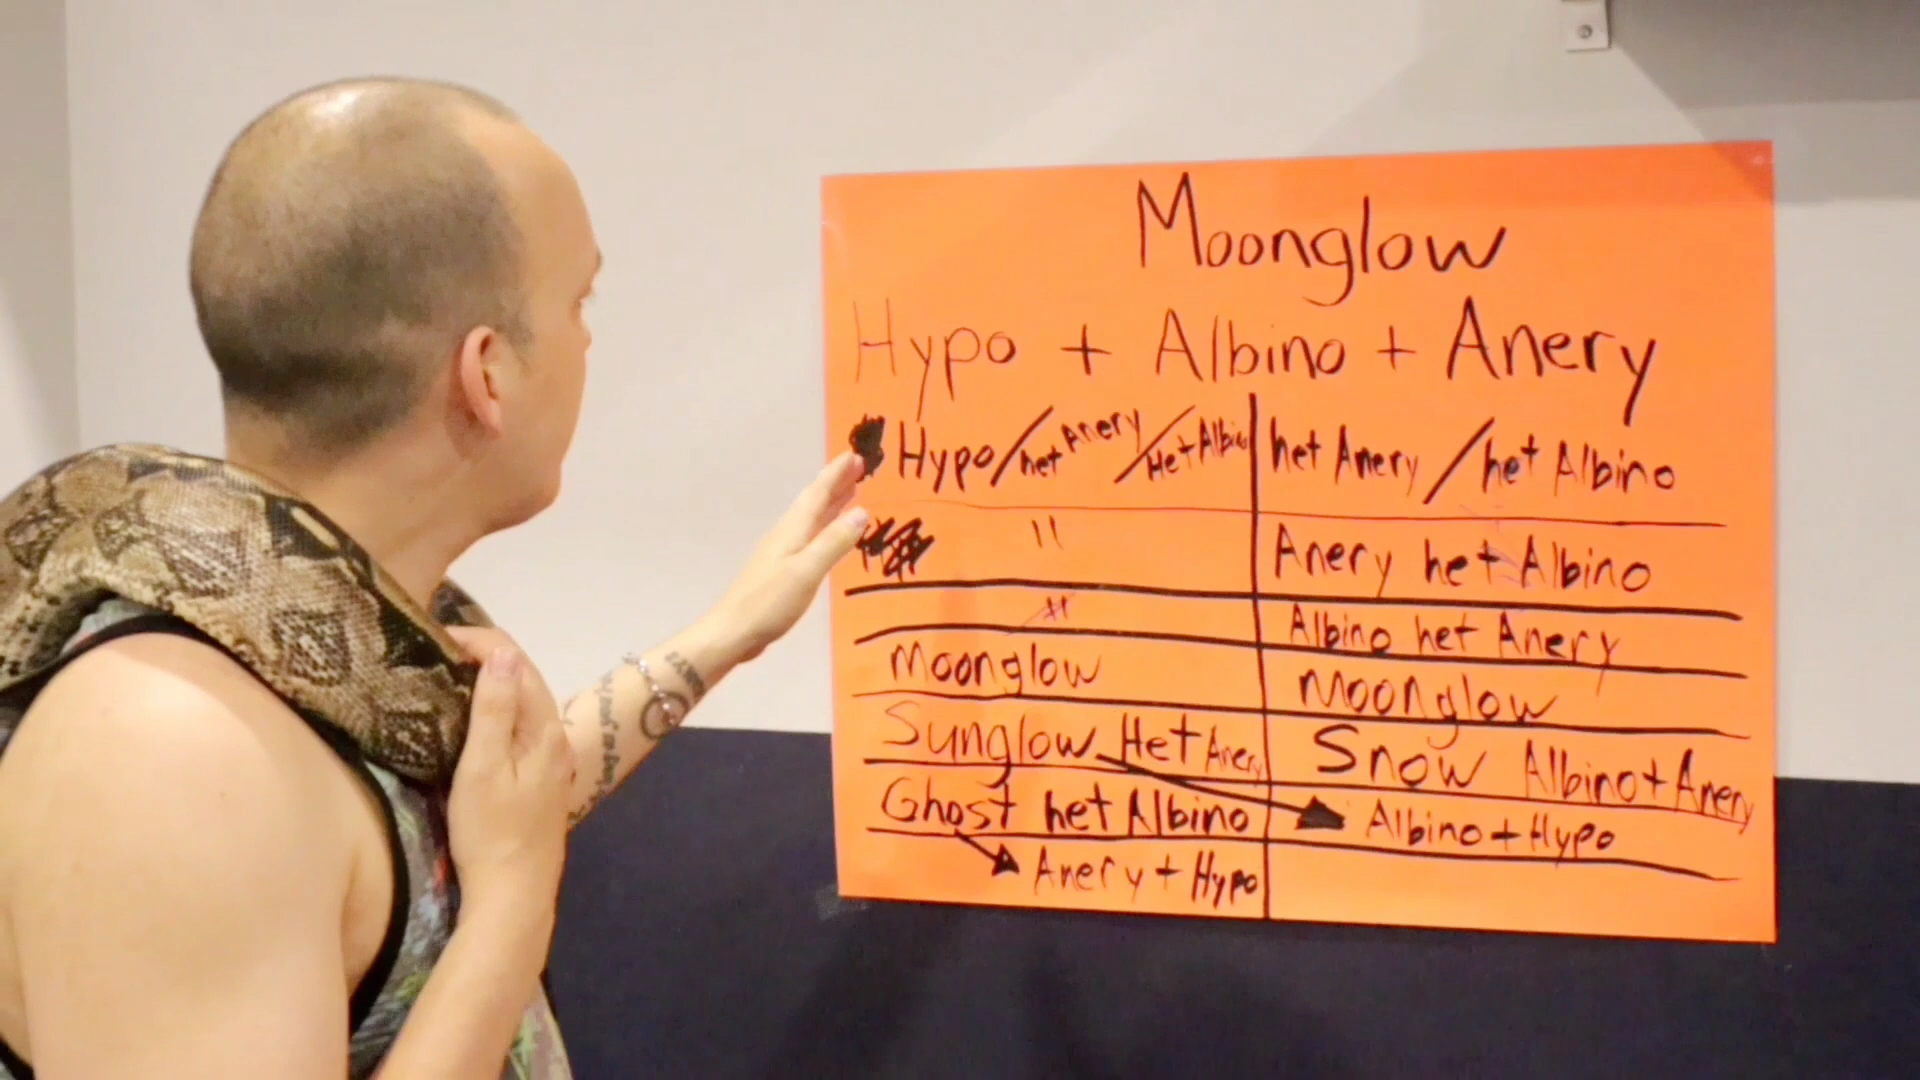 Moonglow
Hypo + Albino + Anery
Hypo/het Anery/Het Albino het Anery/het Albino
" Anery het Albino
" Albino het Anery
Moonglow Moonglow
Sunglow Het Anery Snow Albino + Anery
Ghost het Albino Albino + Hypo
Anery + Hypo